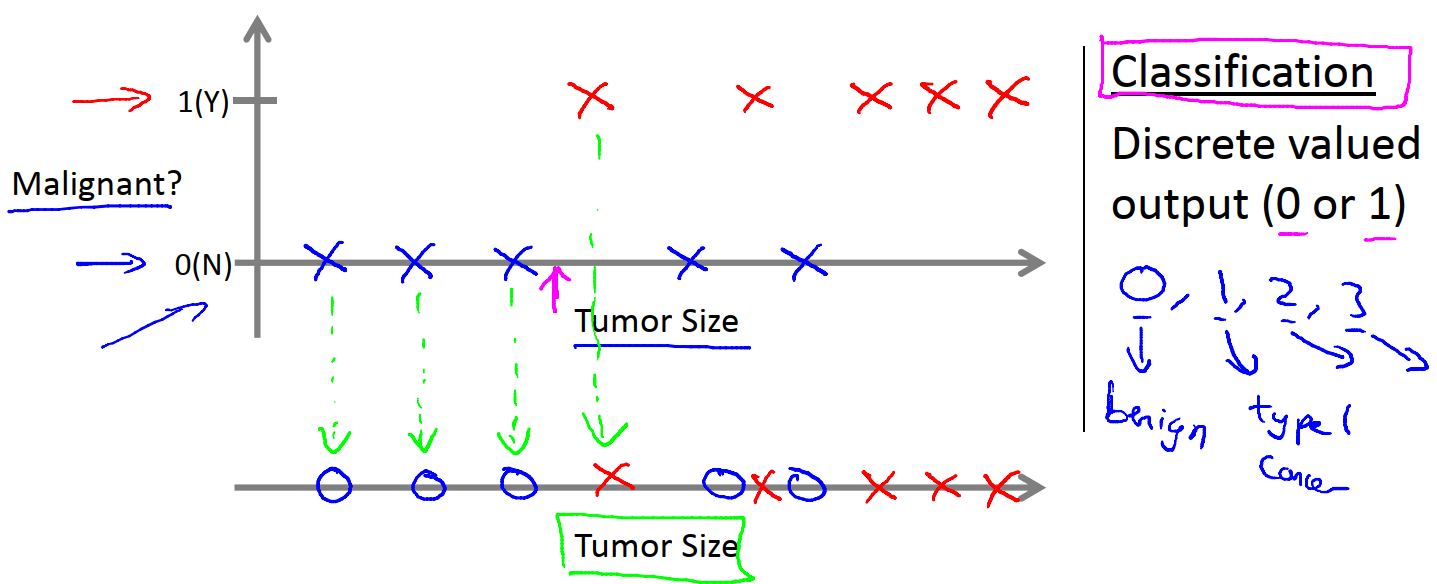 1(Y)
Malignant?
0(N)
Tumor Size
Tumor Size
Classification
Discrete valued
output (0 or 1)
0, 1, 2, 3
benign
type 1